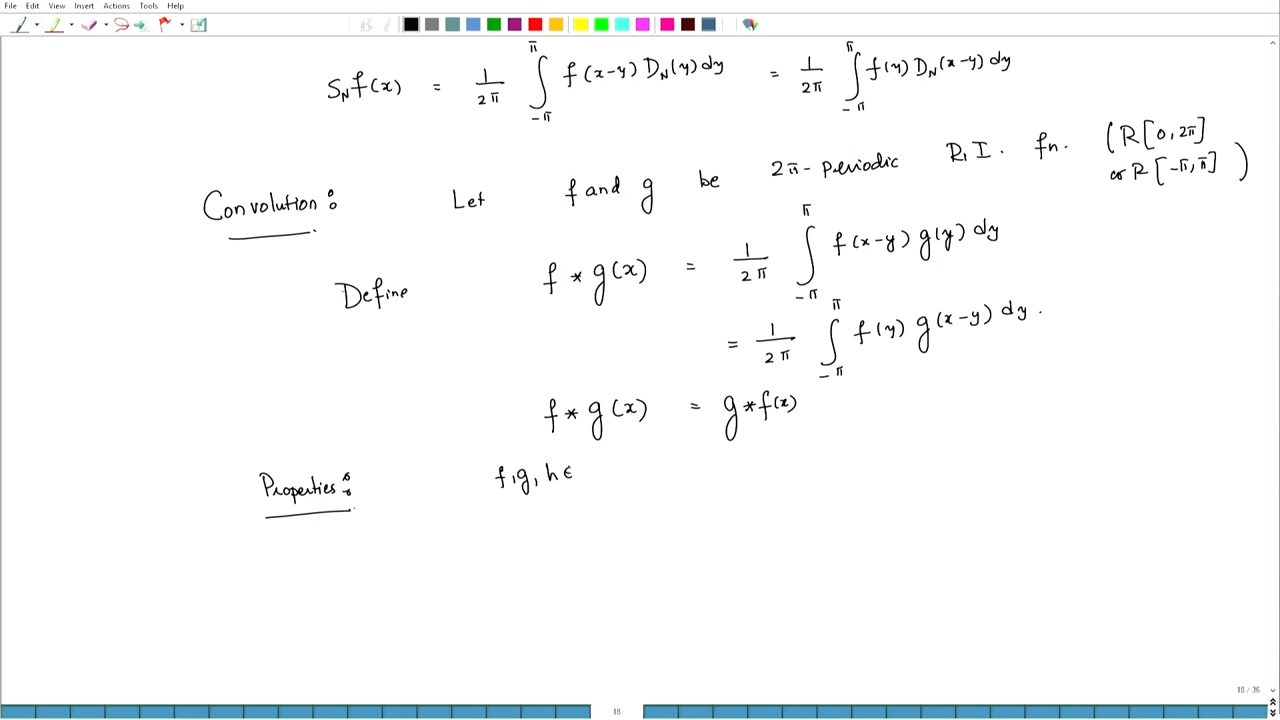 File Edit View Insert Actions Tools Help
S_N f(x) = 1/2π ∫_{-π}^{π} f(x-y) D_N(y) dy = 1/2π ∫_{-π}^{π} f(y) D_N(x-y) dy
Convolution: Let f and g be 2π-periodic R.I. fn. (R[0, 2π] or R[-π, π])
Define f * g(x) = 1/2π ∫_{-π}^{π} f(x-y) g(y) dy
= 1/2π ∫_{-π}^{π} f(y) g(x-y) dy.
f * g(x) = g * f(x)
Properties: f, g, h ∈
18 / 36
18